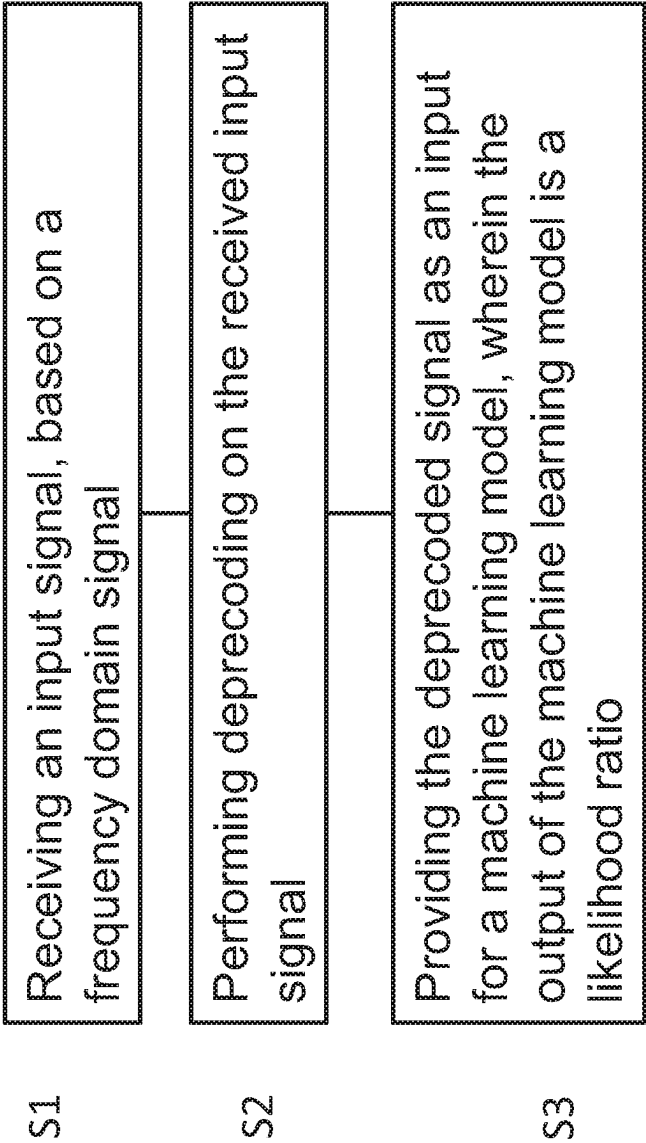 S1
Receiving an input signal, based on a
frequency domain signal
S2
Performing deprecoding on the received input
signal
S3
Providing the deprecoded signal as an input
for a machine learning model, wherein the
output of the machine learning model is a
likelihood ratio